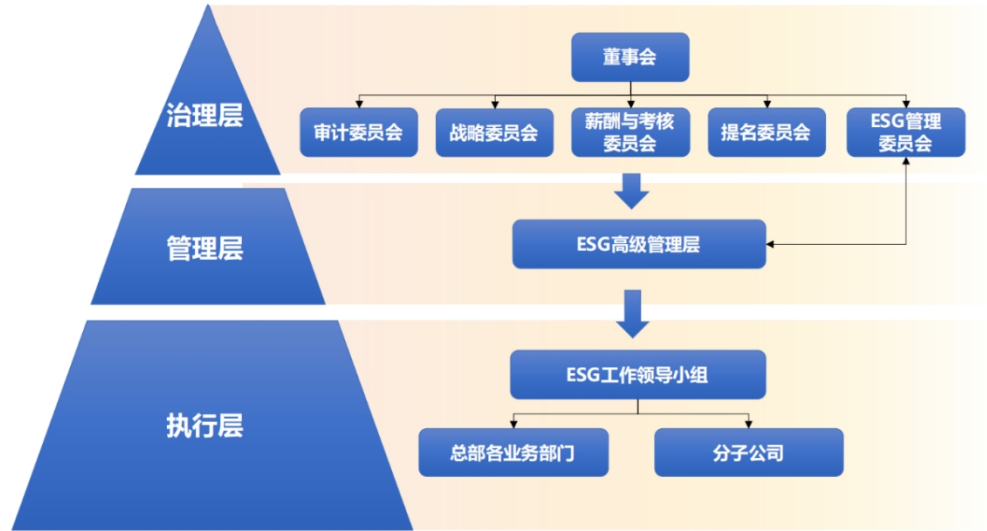 治理层
董事会
审计委员会
战略委员会
薪酬与考核
委员会
提名委员会
ESG管理
委员会
管理层
ESG高级管理层
执行层
ESG工作领导小组
总部各业务部门
分子公司